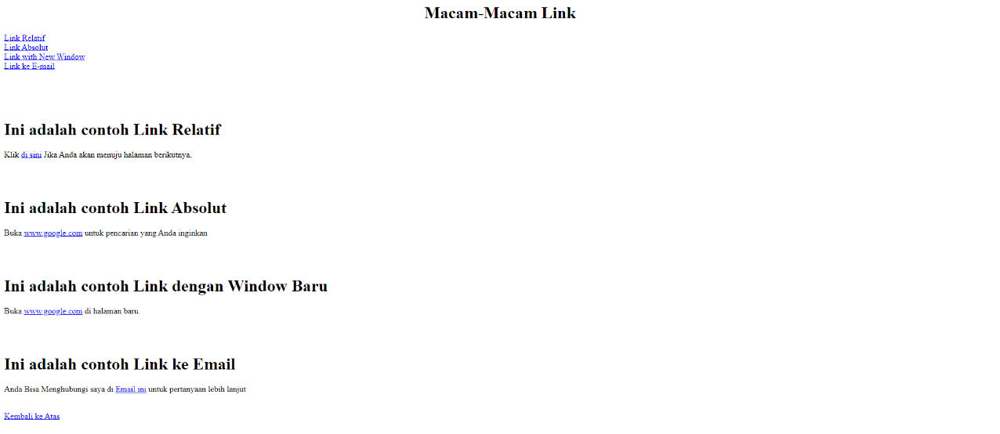 Macam-Macam Link
Link Relatif
Link Absolut
Link with New Window
Link ke E-mail
Ini adalah contoh Link Relatif
Klik di sini Jika Anda akan menuju halaman berikutnya.
Ini adalah contoh Link Absolut
Buka www.google.com untuk pencarian yang Anda inginkan
Ini adalah contoh Link dengan Window Baru
Buka www.google.com di halaman baru.
Ini adalah contoh Link ke Email
Anda Bisa Menghubungi saya di Email ini untuk pertanyaan lebih lanjut
Kembali ke Atas